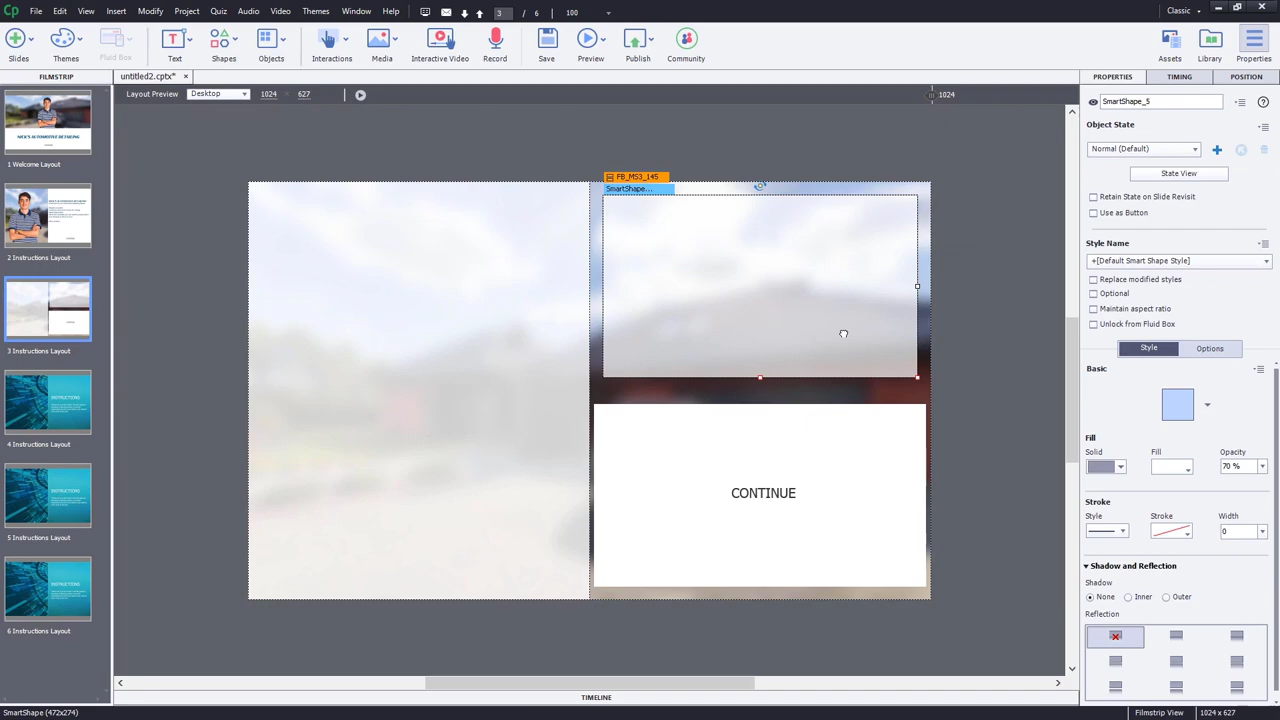 Cp File Edit View Insert Modify Project Quiz Audio Video Themes Window Help 3 / 6 100 Classic
Slides Themes Fluid Box Text Shapes Objects Interactions Media Interactive Video Record Save Preview Publish Community Assets Library Properties
FILMSTRIP untitled2.cptx* × PROPERTIES TIMING POSITION
Layout Preview Desktop 1024 × 627 1024
SmartShape_5
Object State
Normal (Default)
State View
Retain State on Slide Revisit
Use as Button
Style Name
+[Default Smart Shape Style]
Replace modified styles
Optional
Maintain aspect ratio
Unlock from Fluid Box
Style Options
Basic
Fill
Solid Fill Opacity
70 %
Stroke
Style Stroke Width
0
Shadow and Reflection
Shadow
None Inner Outer
Reflection
NICK'S AUTOMOTIVE DETAILING
1 Welcome Layout
2 Instructions Layout
3 Instructions Layout
INSTRUCTIONS
4 Instructions Layout
INSTRUCTIONS
5 Instructions Layout
INSTRUCTIONS
6 Instructions Layout
FB_MS3_145
SmartShape...
CONTINUE
TIMELINE
SmartShape (472x274) Filmstrip View 1024 x 627